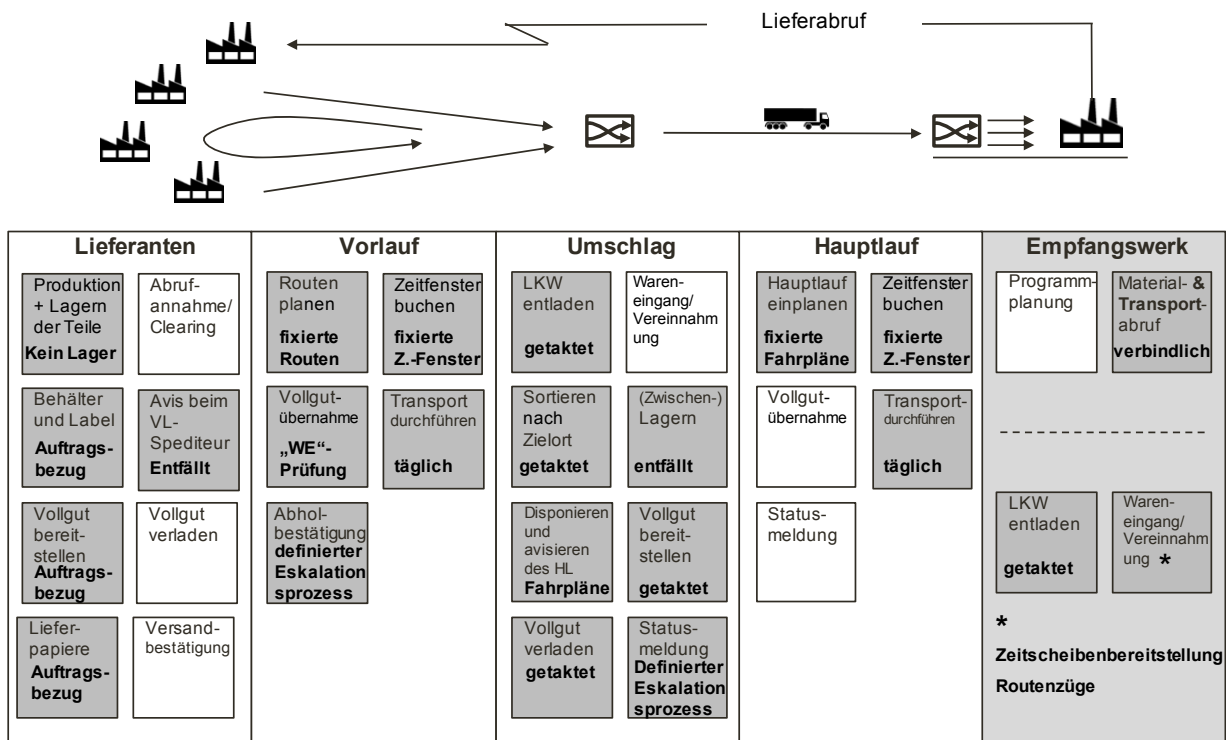 Lieferabruf
Lieferanten
Produktion
+ Lagern
der Teile
Kein Lager
Abruf-
annahme/
Clearing
Behälter
und Label
Auftrags-
bezug
Avis beim
VL-
Spediteur
Entfällt
Vollgut
bereit-
stellen
Auftrags-
bezug
Vollgut
verladen
Liefer-
papiere
Auftrags-
bezug
Versand-
bestätigung
Vorlauf
Routen
planen
fixierte
Routen
Zeitfenster
buchen
fixierte
Z.-Fenster
Vollgut-
übernahme
„WE“-
Prüfung
Transport
durchführen
täglich
Abhol-
bestätigung
definierter
Eskalation
sprozess
Umschlag
LKW
entladen
getaktet
Waren-
eingang/
Vereinnahm
ung
Sortieren
nach
Zielort
getaktet
(Zwischen-)
Lagern
entfällt
Disponieren
und
avisieren
des HL
Fahrpläne
Vollgut
bereit-
stellen
getaktet
Vollgut
verladen
getaktet
Status-
meldung
Definierter
Eskalation
sprozess
Hauptlauf
Hauptlauf
einplanen
fixierte
Fahrpläne
Zeitfenster
buchen
fixierte
Z.-Fenster
Vollgut-
übernahme
Transport-
durchführen
täglich
Status-
meldung
Empfangswerk
Programm-
planung
Material- &
Transport-
abruf
verbindlich
LKW
entladen
getaktet
Waren-
eingang/
Vereinnahm
ung *
*
Zeitscheibenbereitstellung
Routenzüge